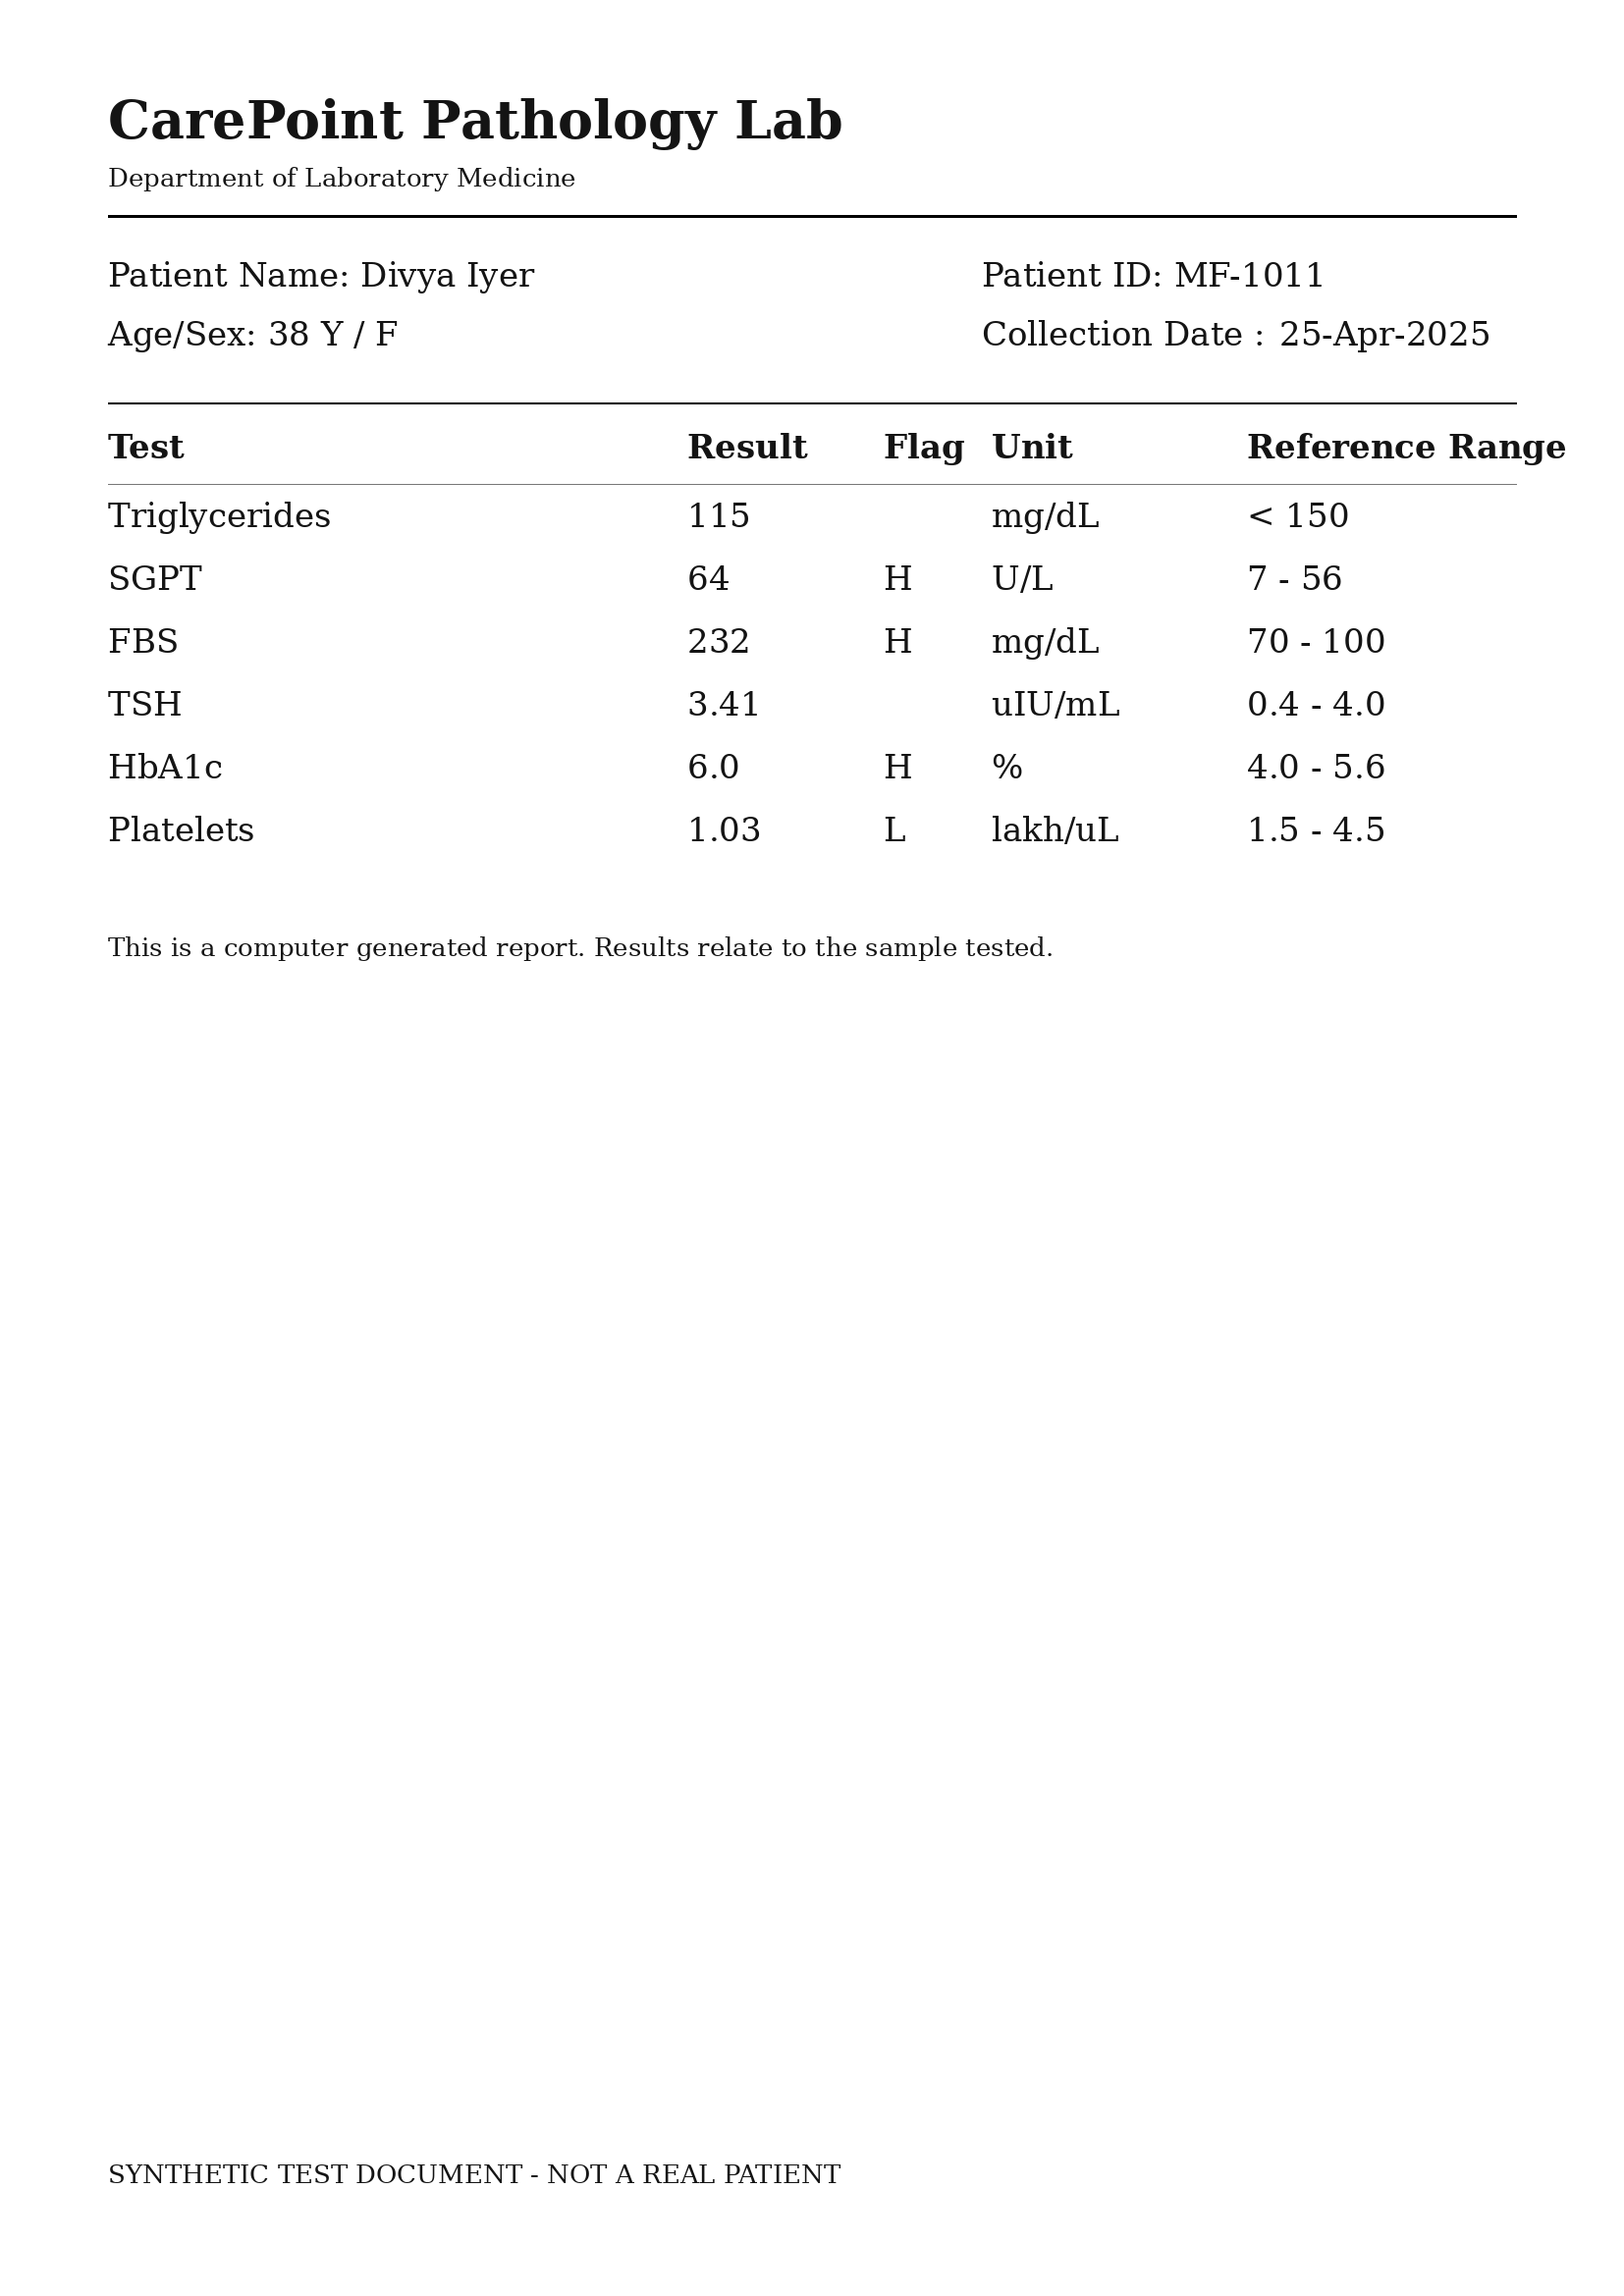 CarePoint Pathology Lab
Department of Laboratory Medicine
Patient Name: Divya Iyer Patient ID: MF-1011
Age/Sex: 38 Y / F Collection Date : 25-Apr-2025
Test Result Flag Unit Reference Range
Triglycerides 115 mg/dL < 150
SGPT 64 H U/L 7 - 56
FBS 232 H mg/dL 70 - 100
TSH 3.41 uIU/mL 0.4 - 4.0
HbA1c 6.0 H % 4.0 - 5.6
Platelets 1.03 L lakh/uL 1.5 - 4.5
This is a computer generated report. Results relate to the sample tested.
SYNTHETIC TEST DOCUMENT - NOT A REAL PATIENT